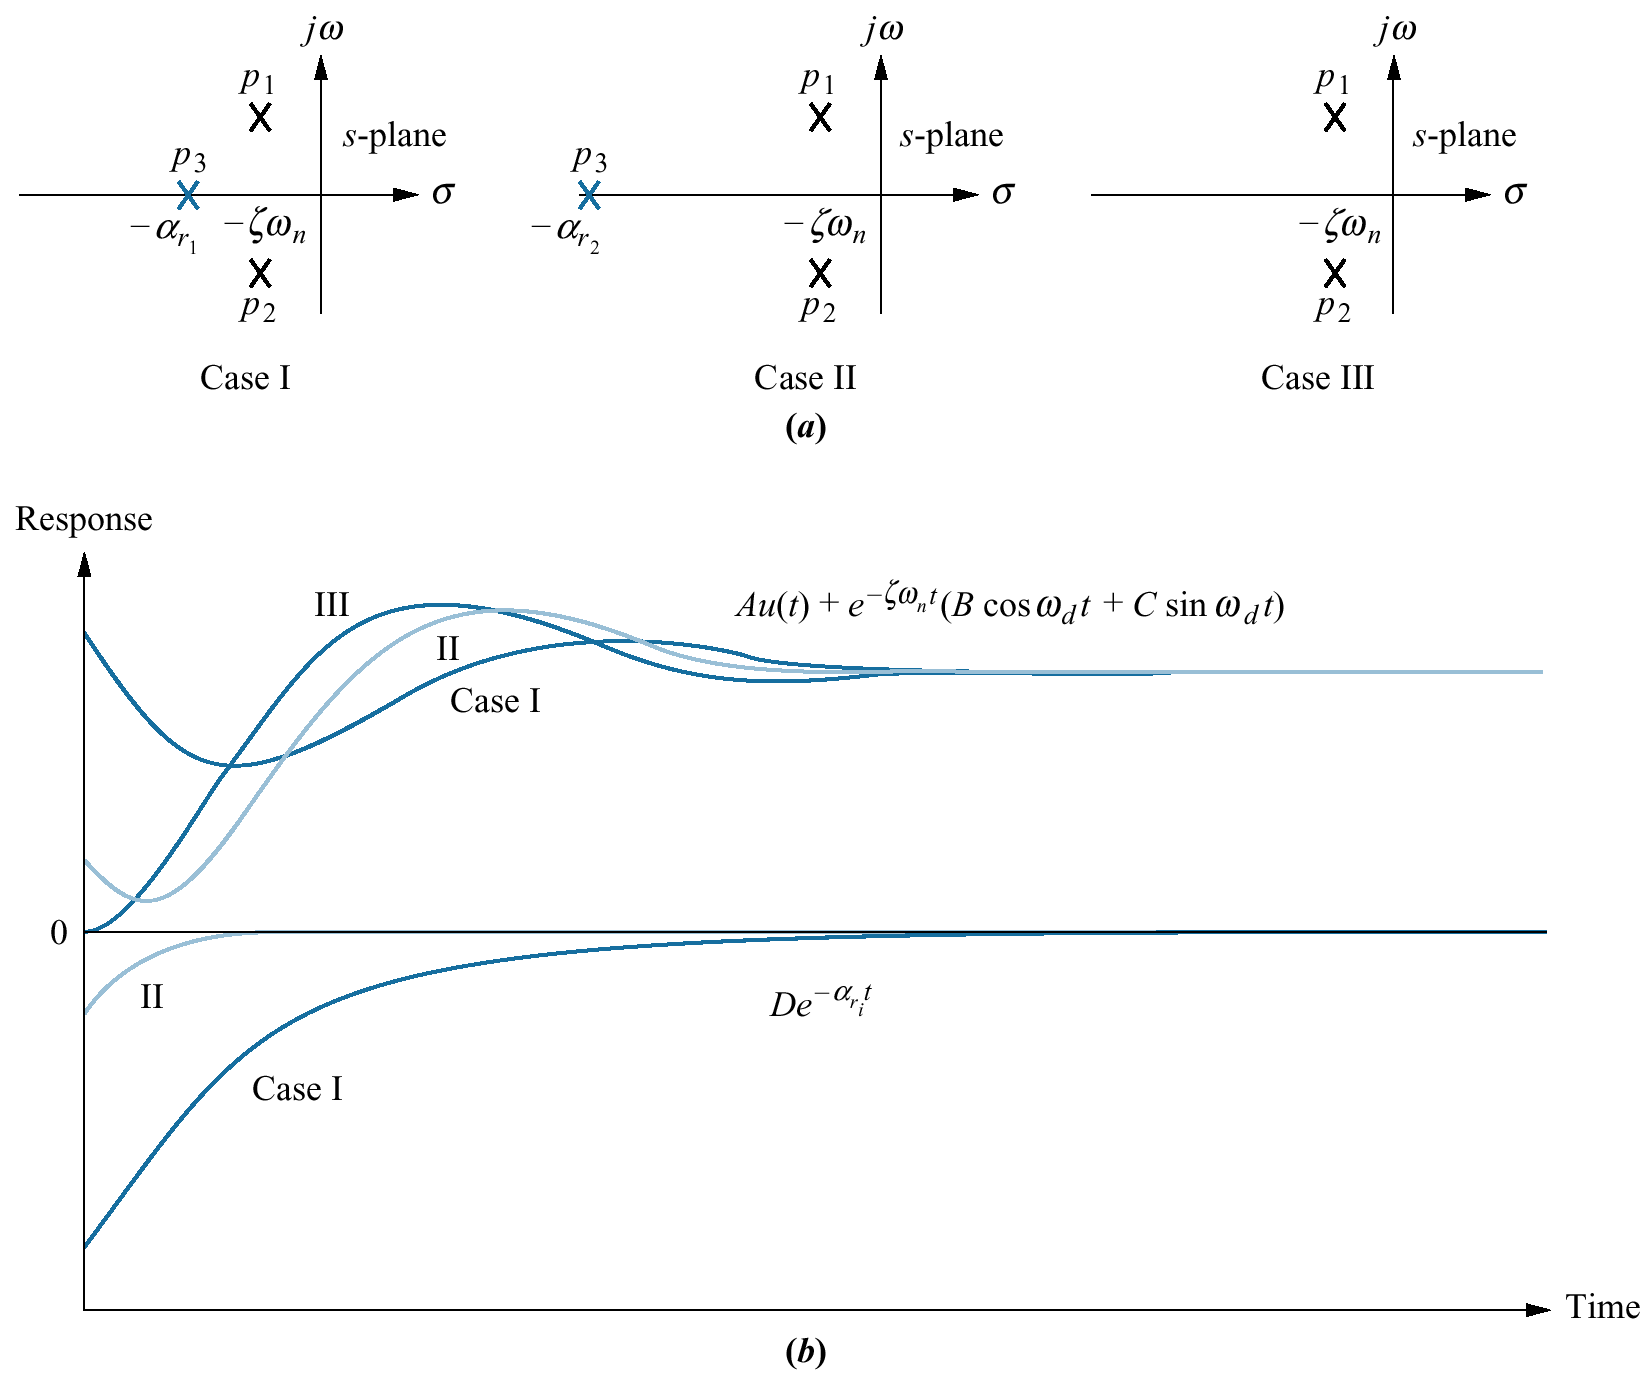 jω jω jω
p1 p1 p1
s-plane s-plane s-plane
p3 p3
σ σ σ
−αr1 −ζωn −αr2 −ζωn −ζωn
p2 p2 p2
Case I Case II Case III
(a)
Response
III
Au(t) + e^−ζωnt(B cos ωdt + C sin ωdt)
II
Case I
0
II
De^−αrit
Case I
Time
(b)